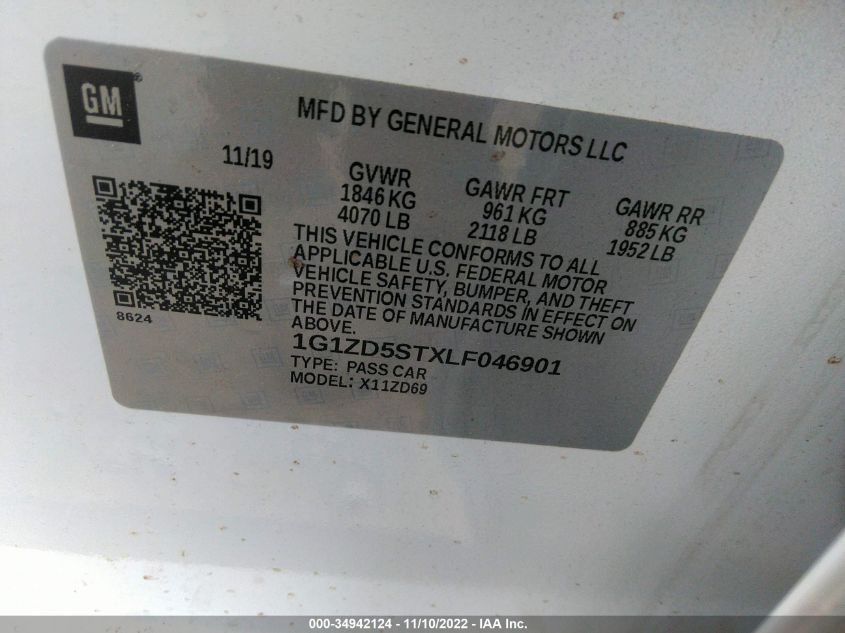 GM
MFD BY GENERAL MOTORS LLC
11/19
GVWR
1846 KG
4070 LB
GAWR FRT
961 KG
2118 LB
GAWR RR
885 KG
1952 LB
THIS VEHICLE CONFORMS TO ALL
APPLICABLE U.S. FEDERAL MOTOR
VEHICLE SAFETY, BUMPER, AND THEFT
PREVENTION STANDARDS IN EFFECT ON
THE DATE OF MANUFACTURE SHOWN
ABOVE.
8624
1G1ZD5STXLF046901
TYPE: PASS CAR
MODEL: X11ZD69
000-34942124 - 11/10/2022 - IAA Inc.